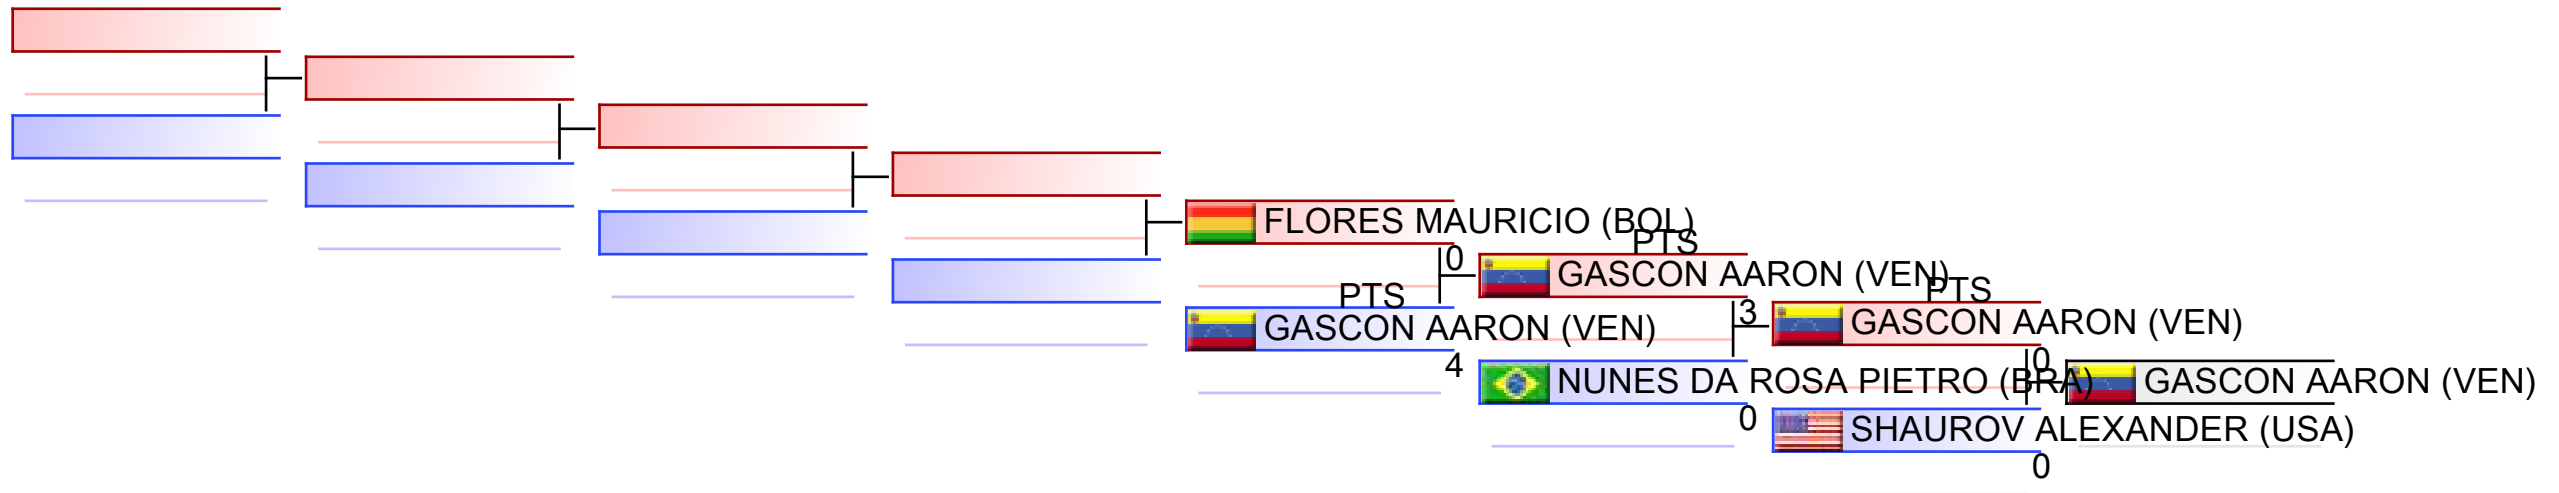 FLORES MAURICIO (BOL)
PTS
0
GASCON AARON (VEN)
PTS
PTS
3
GASCON AARON (VEN)
GASCON AARON (VEN)
0
4
NUNES DA ROSA PIETRO (BRA)
GASCON AARON (VEN)
0
SHAUROV ALEXANDER (USA)
0